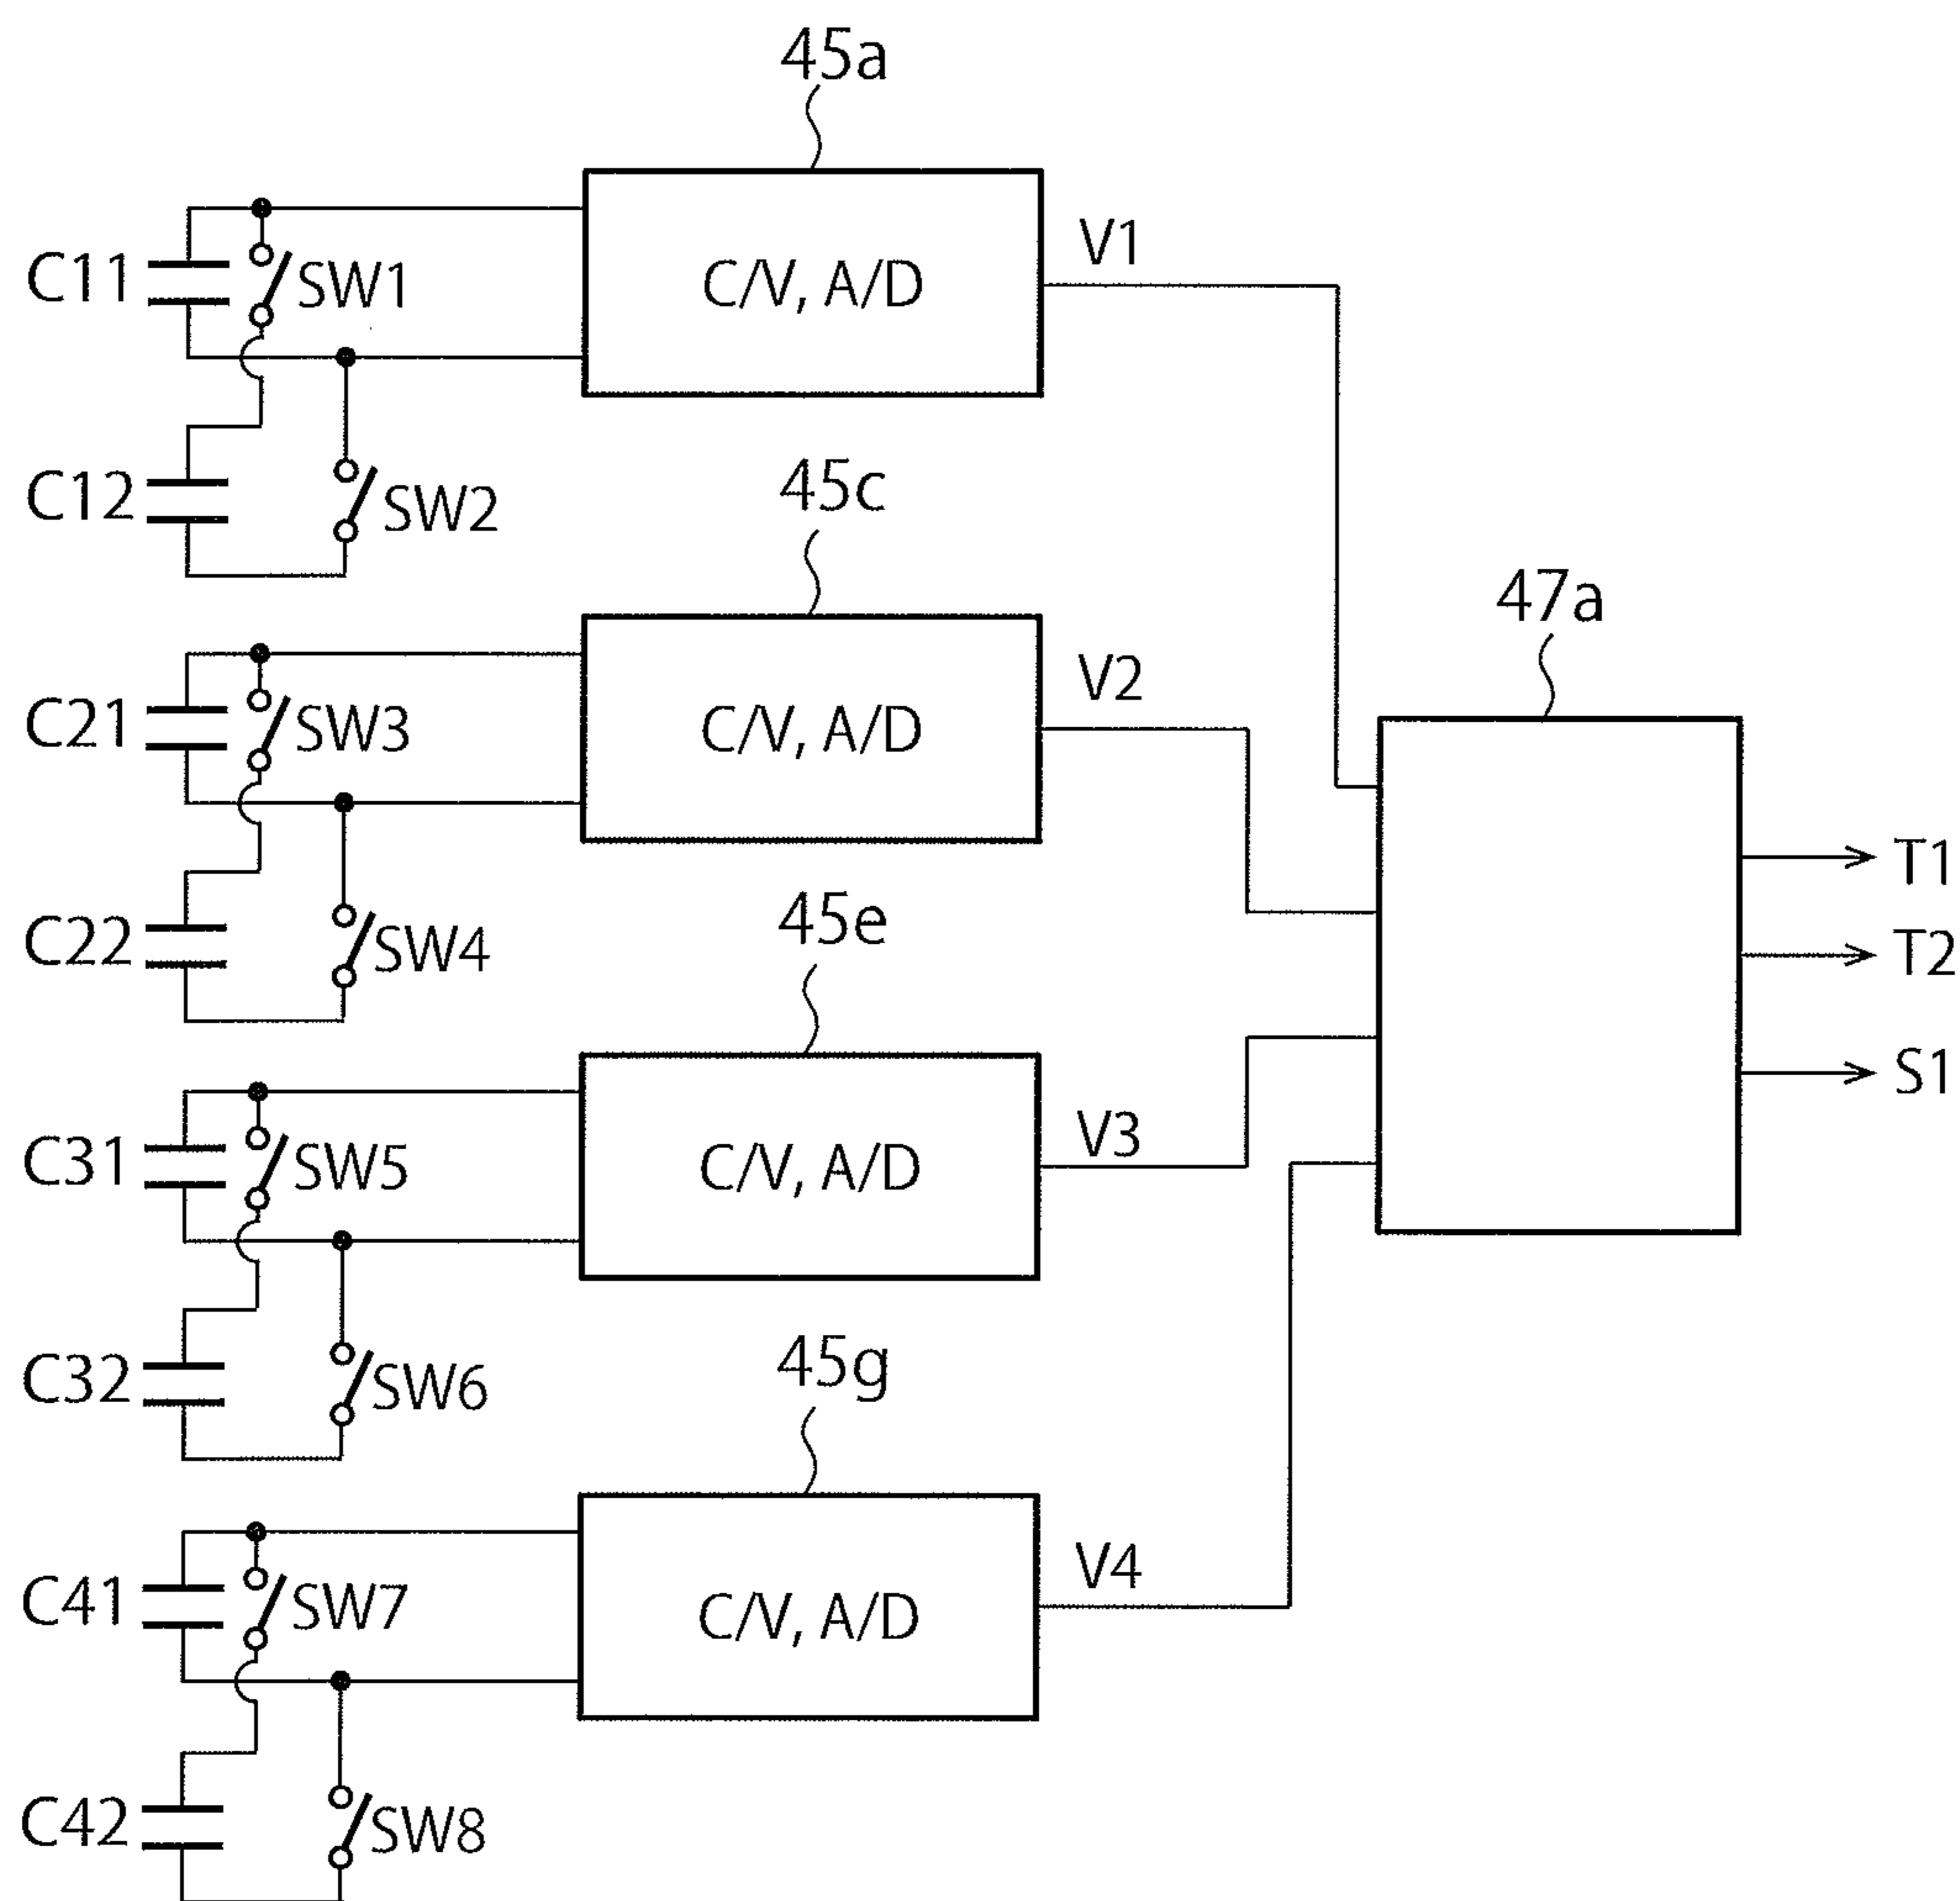 45a
C11
SW1
C/V, A/D
V1
C12
SW2
45c
C21
SW3
C/V, A/D
V2
C22
SW4
47a
T1
T2
S1
45e
C31
SW5
C/V, A/D
V3
C32
SW6
45g
C41
SW7
C/V, A/D
V4
C42
SW8